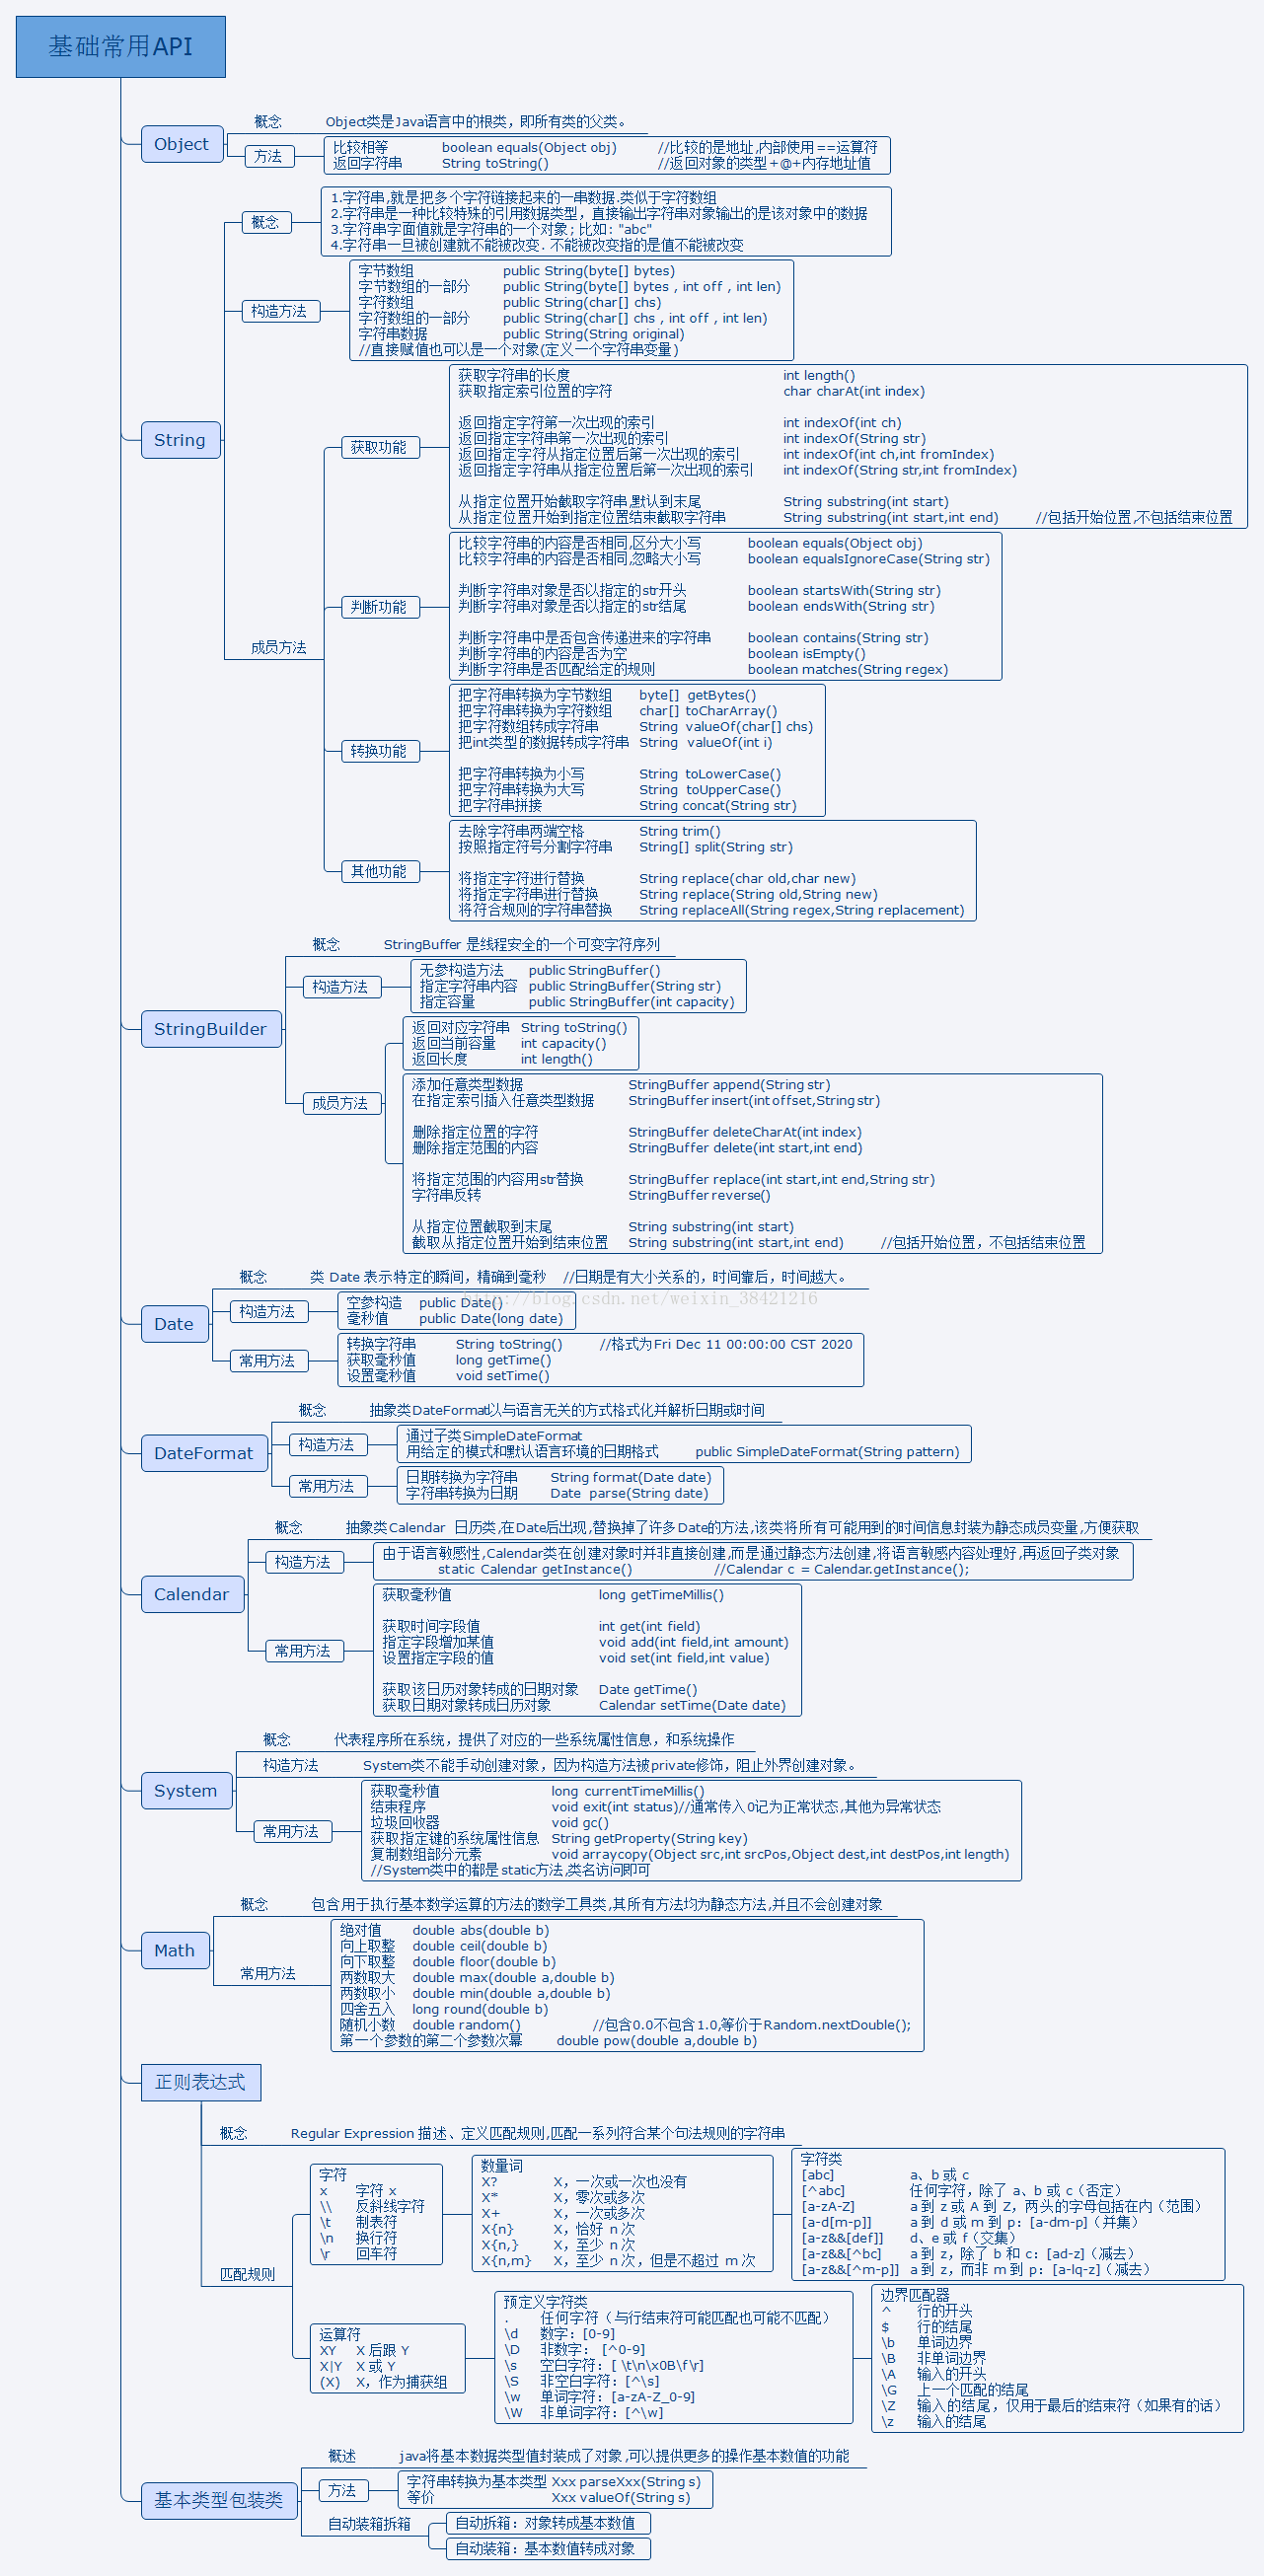 基础常用API
Object
概念 Object类是Java语言中的根类，即所有类的父类。
方法
比较相等 boolean equals(Object obj) //比较的是地址,内部使用==运算符
返回字符串 String toString() //返回对象的类型+@+内存地址值
String
概念
1.字符串,就是把多个字符链接起来的一串数据.类似于字符数组
2.字符串是一种比较特殊的引用数据类型，直接输出字符串对象输出的是该对象中的数据
3.字符串字面值就是字符串的一个对象; 比如: "abc"
4.字符串一旦被创建就不能被改变. 不能被改变指的是值不能被改变
构造方法
字节数组 public String(byte[] bytes)
字节数组的一部分 public String(byte[] bytes , int off , int len)
字符数组 public String(char[] chs)
字符数组的一部分 public String(char[] chs , int off , int len)
字符串数据 public String(String original)
//直接赋值也可以是一个对象(定义一个字符串变量)
成员方法
获取功能
获取字符串的长度 int length()
获取指定索引位置的字符 char charAt(int index)
返回指定字符第一次出现的索引 int indexOf(int ch)
返回指定字符串第一次出现的索引 int indexOf(String str)
返回指定字符从指定位置后第一次出现的索引 int indexOf(int ch,int fromIndex)
返回指定字符串从指定位置后第一次出现的索引 int indexOf(String str,int fromIndex)
从指定位置开始截取字符串,默认到末尾 String substring(int start)
从指定位置开始到指定位置结束截取字符串 String substring(int start,int end) //包括开始位置,不包括结束位置
判断功能
比较字符串的内容是否相同,区分大小写 boolean equals(Object obj)
比较字符串的内容是否相同,忽略大小写 boolean equalsIgnoreCase(String str)
判断字符串对象是否以指定的str开头 boolean startsWith(String str)
判断字符串对象是否以指定的str结尾 boolean endsWith(String str)
判断字符串中是否包含传递进来的字符串 boolean contains(String str)
判断字符串的内容是否为空 boolean isEmpty()
判断字符串是否匹配给定的规则 boolean matches(String regex)
转换功能
把字符串转换为字节数组 byte[] getBytes()
把字符串转换为字符数组 char[] toCharArray()
把字符数组转成字符串 String valueOf(char[] chs)
把int类型的数据转成字符串 String valueOf(int i)
把字符串转换为小写 String toLowerCase()
把字符串转换为大写 String toUpperCase()
把字符串拼接 String concat(String str)
其他功能
去除字符串两端空格 String trim()
按照指定符号分割字符串 String[] split(String str)
将指定字符进行替换 String replace(char old,char new)
将指定字符串进行替换 String replace(String old,String new)
将符合规则的字符串替换 String replaceAll(String regex,String replacement)
StringBuilder
概念 StringBuffer 是线程安全的一个可变字符序列
构造方法
无参构造方法 public StringBuffer()
指定字符串内容 public StringBuffer(String str)
指定容量 public StringBuffer(int capacity)
成员方法
返回对应字符串 String toString()
返回当前容量 int capacity()
返回长度 int length()
添加任意类型数据 StringBuffer append(String str)
在指定索引插入任意类型数据 StringBuffer insert(int offset,String str)
删除指定位置的字符 StringBuffer deleteCharAt(int index)
删除指定范围的内容 StringBuffer delete(int start,int end)
将指定范围的内容用str替换 StringBuffer replace(int start,int end,String str)
字符串反转 StringBuffer reverse()
从指定位置截取到末尾 String substring(int start)
截取从指定位置开始到结束位置 String substring(int start,int end) //包括开始位置，不包括结束位置
Date
概念 类 Date 表示特定的瞬间，精确到毫秒 //日期是有大小关系的，时间靠后，时间越大。
http://blog.csdn.net/weixin_38421216
构造方法
空参构造 public Date()
毫秒值 public Date(long date)
常用方法
转换字符串 String toString() //格式为Fri Dec 11 00:00:00 CST 2020
获取毫秒值 long getTime()
设置毫秒值 void setTime()
DateFormat
概念 抽象类DateFormat以与语言无关的方式格式化并解析日期或时间
构造方法
通过子类SimpleDateFormat
用给定的模式和默认语言环境的日期格式 public SimpleDateFormat(String pattern)
常用方法
日期转换为字符串 String format(Date date)
字符串转换为日期 Date parse(String date)
Calendar
概念 抽象类Calendar 日历类,在Date后出现,替换掉了许多Date的方法,该类将所有可能用到的时间信息封装为静态成员变量,方便获取
构造方法
由于语言敏感性,Calendar类在创建对象时并非直接创建,而是通过静态方法创建,将语言敏感内容处理好,再返回子类对象
static Calendar getInstance() //Calendar c = Calendar.getInstance();
常用方法
获取毫秒值 long getTimeMillis()
获取时间字段值 int get(int field)
指定字段增加某值 void add(int field,int amount)
设置指定字段的值 void set(int field,int value)
获取该日历对象转成的日期对象 Date getTime()
获取日期对象转成日历对象 Calendar setTime(Date date)
System
概念 代表程序所在系统，提供了对应的一些系统属性信息，和系统操作
构造方法 System类不能手动创建对象，因为构造方法被private修饰，阻止外界创建对象。
常用方法
获取毫秒值 long currentTimeMillis()
结束程序 void exit(int status)//通常传入0记为正常状态,其他为异常状态
垃圾回收器 void gc()
获取指定键的系统属性信息 String getProperty(String key)
复制数组部分元素 void arraycopy(Object src,int srcPos,Object dest,int destPos,int length)
//System类中的都是static方法,类名访问即可
Math
概念 包含用于执行基本数学运算的方法的数学工具类,其所有方法均为静态方法,并且不会创建对象
常用方法
绝对值 double abs(double b)
向上取整 double ceil(double b)
向下取整 double floor(double b)
两数取大 double max(double a,double b)
两数取小 double min(double a,double b)
四舍五入 long round(double b)
随机小数 double random() //包含0.0不包含1.0,等价于Random.nextDouble();
第一个参数的第二个参数次幂 double pow(double a,double b)
正则表达式
概念 Regular Expression 描述、定义匹配规则,匹配一系列符合某个句法规则的字符串
匹配规则
字符
x 字符 x
\\ 反斜线字符
\t 制表符
\n 换行符
\r 回车符
数量词
X? X，一次或一次也没有
X* X，零次或多次
X+ X，一次或多次
X{n} X，恰好 n 次
X{n,} X，至少 n 次
X{n,m} X，至少 n 次，但是不超过 m 次
字符类
[abc] a、b 或 c
[^abc] 任何字符，除了 a、b 或 c（否定）
[a-zA-Z] a 到 z 或 A 到 Z，两头的字母包括在内（范围）
[a-d[m-p]] a 到 d 或 m 到 p：[a-dm-p]（并集）
[a-z&&[def]] d、e 或 f（交集）
[a-z&&[^bc] a 到 z，除了 b 和 c：[ad-z]（减去）
[a-z&&[^m-p]] a 到 z，而非 m 到 p：[a-lq-z]（减去）
运算符
XY X 后跟 Y
X|Y X 或 Y
(X) X，作为捕获组
预定义字符类
. 任何字符（与行结束符可能匹配也可能不匹配）
\d 数字：[0-9]
\D 非数字： [^0-9]
\s 空白字符：[ \t\n\x0B\f\r]
\S 非空白字符：[^\s]
\w 单词字符：[a-zA-Z_0-9]
\W 非单词字符：[^\w]
边界匹配器
^ 行的开头
$ 行的结尾
\b 单词边界
\B 非单词边界
\A 输入的开头
\G 上一个匹配的结尾
\Z 输入的结尾，仅用于最后的结束符（如果有的话）
\z 输入的结尾
基本类型包装类
概述 java将基本数据类型值封装成了对象,可以提供更多的操作基本数值的功能
方法
字符串转换为基本类型 Xxx parseXxx(String s)
等价 Xxx valueOf(String s)
自动装箱拆箱
自动拆箱：对象转成基本数值
自动装箱：基本数值转成对象